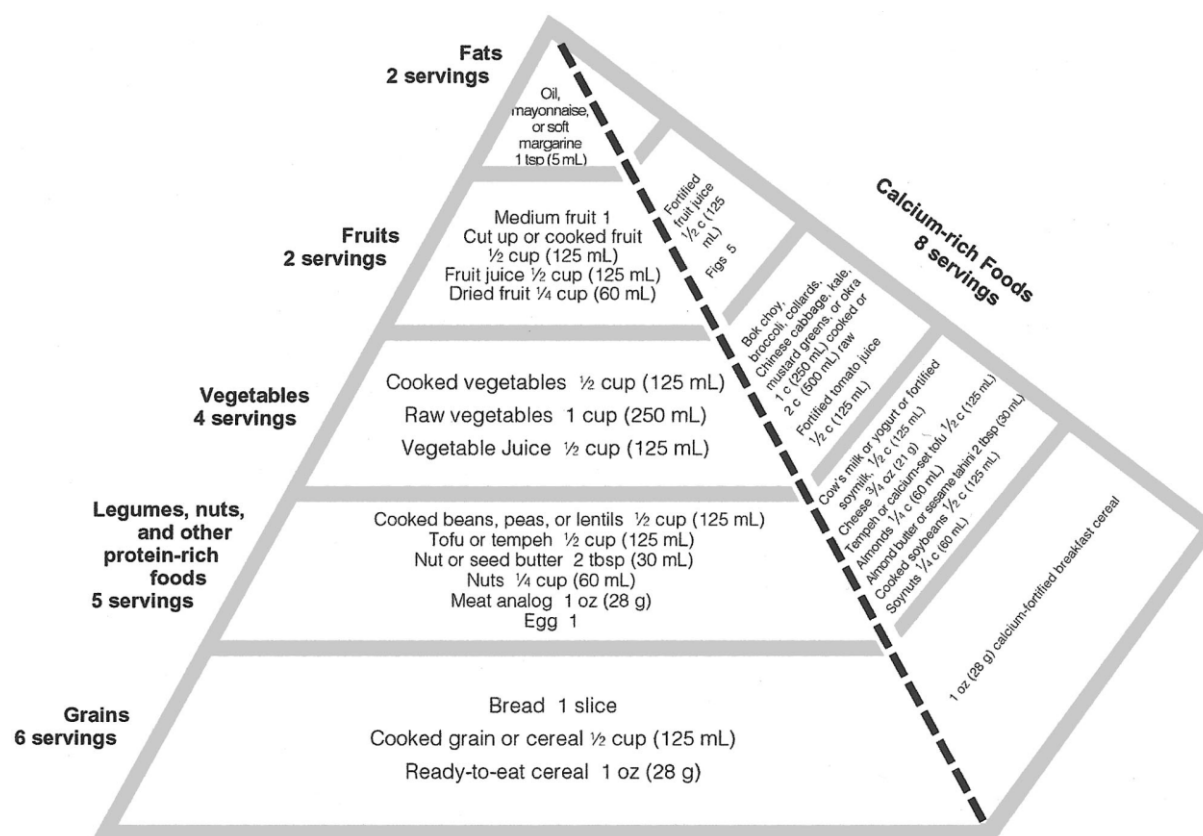 Fats
2 servings
Oil,
mayonnaise,
or soft
margarine
1 tsp (5 mL)
Fruits
2 servings
Medium fruit 1
Cut up or cooked fruit
½ cup (125 mL)
Fruit juice ½ cup (125 mL)
Dried fruit ¼ cup (60 mL)
Vegetables
4 servings
Cooked vegetables ½ cup (125 mL)
Raw vegetables 1 cup (250 mL)
Vegetable Juice ½ cup (125 mL)
Legumes, nuts,
and other
protein-rich
foods
5 servings
Cooked beans, peas, or lentils ½ cup (125 mL)
Tofu or tempeh ½ cup (125 mL)
Nut or seed butter 2 tbsp (30 mL)
Nuts ¼ cup (60 mL)
Meat analog 1 oz (28 g)
Egg 1
Grains
6 servings
Bread 1 slice
Cooked grain or cereal ½ cup (125 mL)
Ready-to-eat cereal 1 oz (28 g)
Calcium-rich Foods
8 servings
Fortified
fruit juice
½ c (125
mL)
Figs 5
Bok choy,
broccoli, collards,
Chinese cabbage, kale,
mustard greens, or okra
1 c (250 mL) cooked or
2 c (500 mL) raw
Fortified tomato juice
½ c (125 mL)
Cow's milk or yogurt or fortified
soymilk, ½ c (125 mL)
Cheese ¾ oz (21 g)
Tempeh or calcium-set tofu ½ c (125 mL)
Almonds ¼ c (60 mL)
Almond butter or sesame tahini 2 tbsp (30 mL)
Cooked soybeans ½ c (125 mL)
Soynuts ¼ c (60 mL)
1 oz (28 g) calcium-fortified breakfast cereal